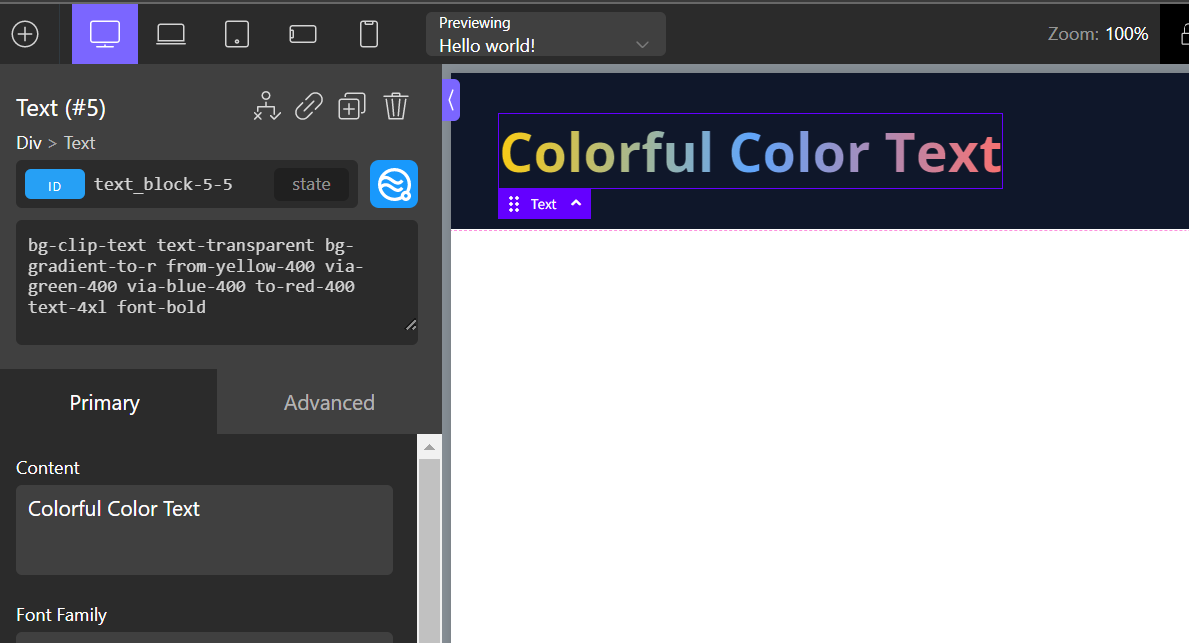 Previewing
Hello world!
Zoom: 100%
Text (#5)
Div > Text
ID text_block-5-5 state
bg-clip-text text-transparent bg-
gradient-to-r from-yellow-400 via-
green-400 via-blue-400 to-red-400
text-4xl font-bold
Primary Advanced
Content
Colorful Color Text
Font Family
Colorful Color Text
Text